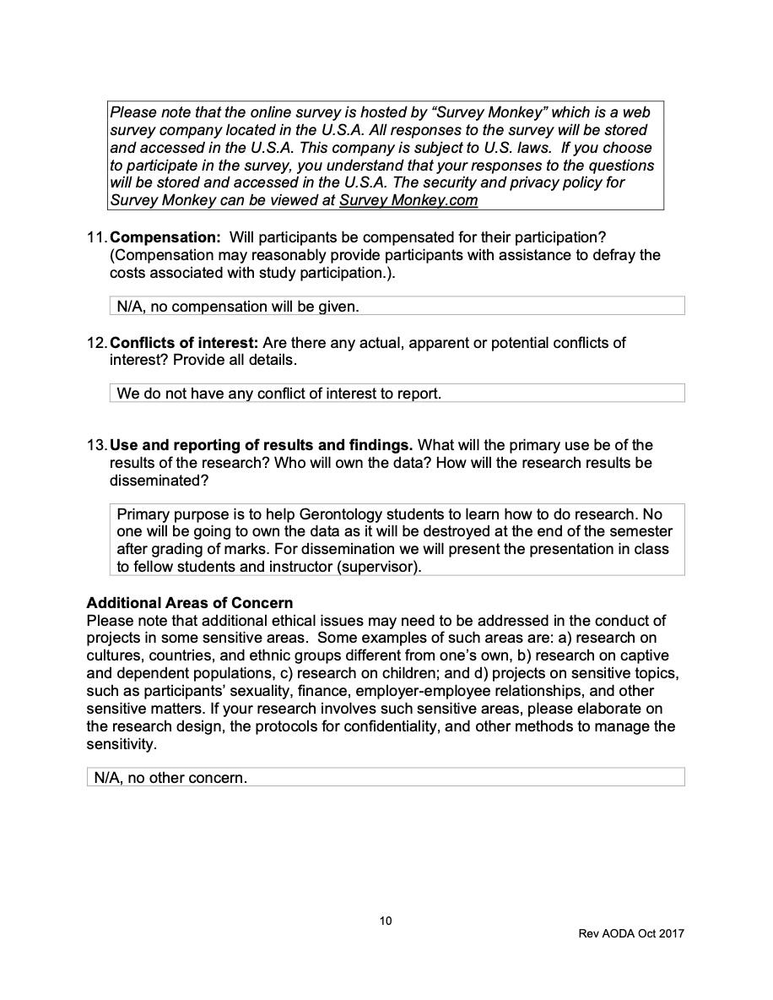 Please note that the online survey is hosted by “Survey Monkey” which is a web
survey company located in the U.S.A. All responses to the survey will be stored
and accessed in the U.S.A. This company is subject to U.S. laws.  If you choose
to participate in the survey, you understand that your responses to the questions
will be stored and accessed in the U.S.A. The security and privacy policy for
Survey Monkey can be viewed at Survey Monkey.com
11. Compensation:  Will participants be compensated for their participation?
(Compensation may reasonably provide participants with assistance to defray the
costs associated with study participation.).
N/A, no compensation will be given.
12. Conflicts of interest: Are there any actual, apparent or potential conflicts of
interest? Provide all details.
We do not have any conflict of interest to report.
13. Use and reporting of results and findings. What will the primary use be of the
results of the research? Who will own the data? How will the research results be
disseminated?
Primary purpose is to help Gerontology students to learn how to do research. No
one will be going to own the data as it will be destroyed at the end of the semester
after grading of marks. For dissemination we will present the presentation in class
to fellow students and instructor (supervisor).
Additional Areas of Concern
Please note that additional ethical issues may need to be addressed in the conduct of
projects in some sensitive areas.  Some examples of such areas are: a) research on
cultures, countries, and ethnic groups different from one’s own, b) research on captive
and dependent populations, c) research on children; and d) projects on sensitive topics,
such as participants’ sexuality, finance, employer-employee relationships, and other
sensitive matters. If your research involves such sensitive areas, please elaborate on
the research design, the protocols for confidentiality, and other methods to manage the
sensitivity.
N/A, no other concern.
10
Rev AODA Oct 2017